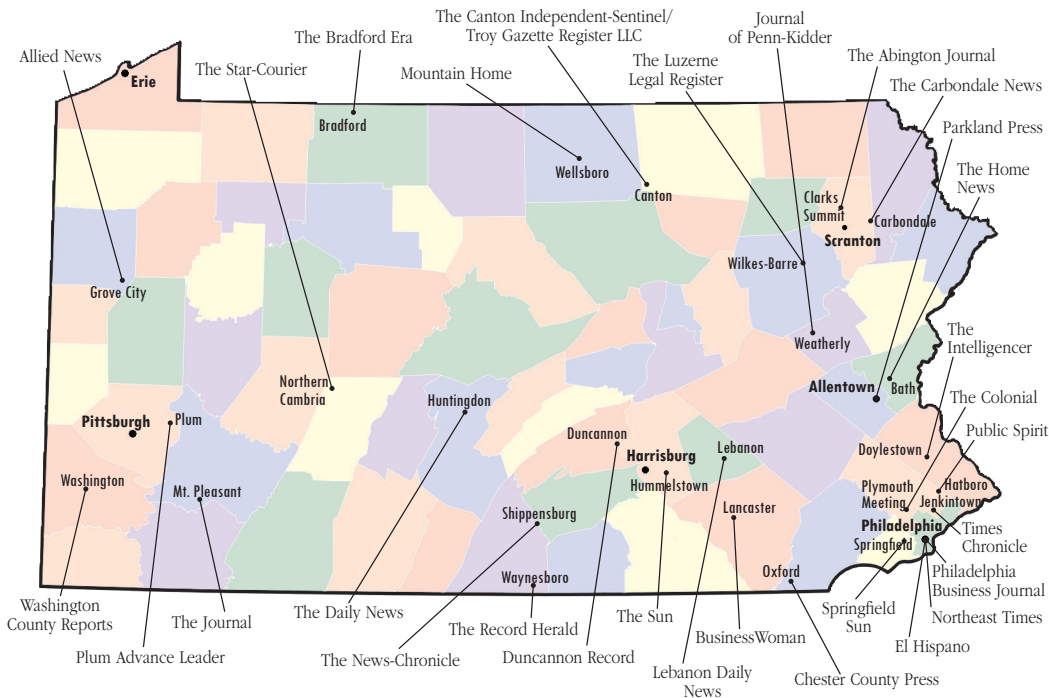 The Canton Independent-Sentinel/
Troy Gazette Register LLC
Journal
of Penn-Kidder
The Bradford Era
Allied News
The Star-Courier
Mountain Home
The Luzerne
Legal Register
The Abington Journal
The Carbondale News
Parkland Press
The Home
News
Erie
Bradford
Wellsboro
Canton
Clarks
Summit
Carbondale
Scranton
Wilkes-Barre
Grove City
Weatherly
The
Intelligencer
Northern
Cambria
Huntingdon
Allentown
Bath
The Colonial
Pittsburgh
Plum
Duncannon
Public Spirit
Harrisburg
Hummelstown
Lebanon
Doylestown
Washington
Mt. Pleasant
Plymouth
Meeting
Hatboro
Jenkintown
Shippensburg
Lancaster
Philadelphia
Springfield
Times
Chronicle
Waynesboro
Oxford
Philadelphia
Business Journal
Washington
County Reports
The Journal
The Daily News
The Record Herald
The Sun
Springfield
Sun
Northeast Times
Plum Advance Leader
The News-Chronicle
Duncannon Record
BusinessWoman
El Hispano
Lebanon Daily
News
Chester County Press